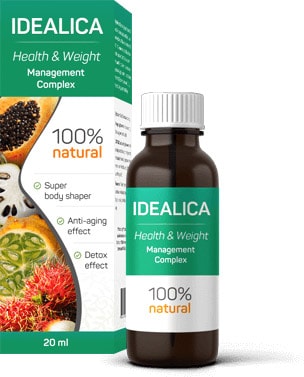 IDEALICA
Health & Weight
Management
Complex
100%
natural
Super
body shaper
Anti-aging
effect
Detox
effect
20 ml
IDEALICA
Health & Weight
Management
Complex
100%
natural